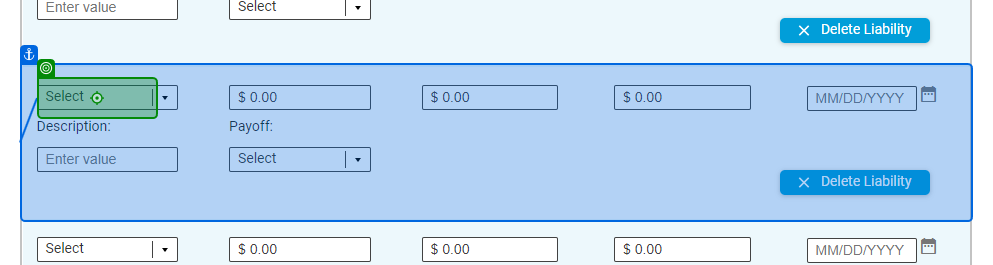 Enter value Select
Delete Liability
Select $ 0.00 $ 0.00 $ 0.00 MM/DD/YYYY
Description: Payoff:
Enter value Select
Delete Liability
Select $ 0.00 $ 0.00 $ 0.00 MM/DD/YYYY